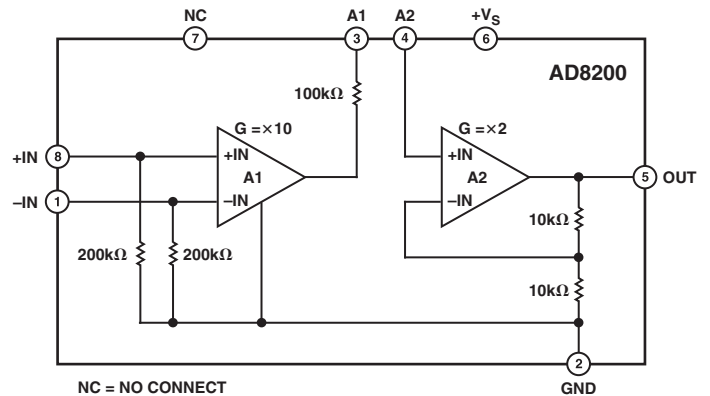 NC A1 A2 +VS
7 3 4 6
AD8200
100kΩ
G = ×10 G = ×2
+IN 8 +IN +IN
A1 A2 5 OUT
–IN 1 –IN –IN
10kΩ
200kΩ 200kΩ
10kΩ
2
NC = NO CONNECT GND